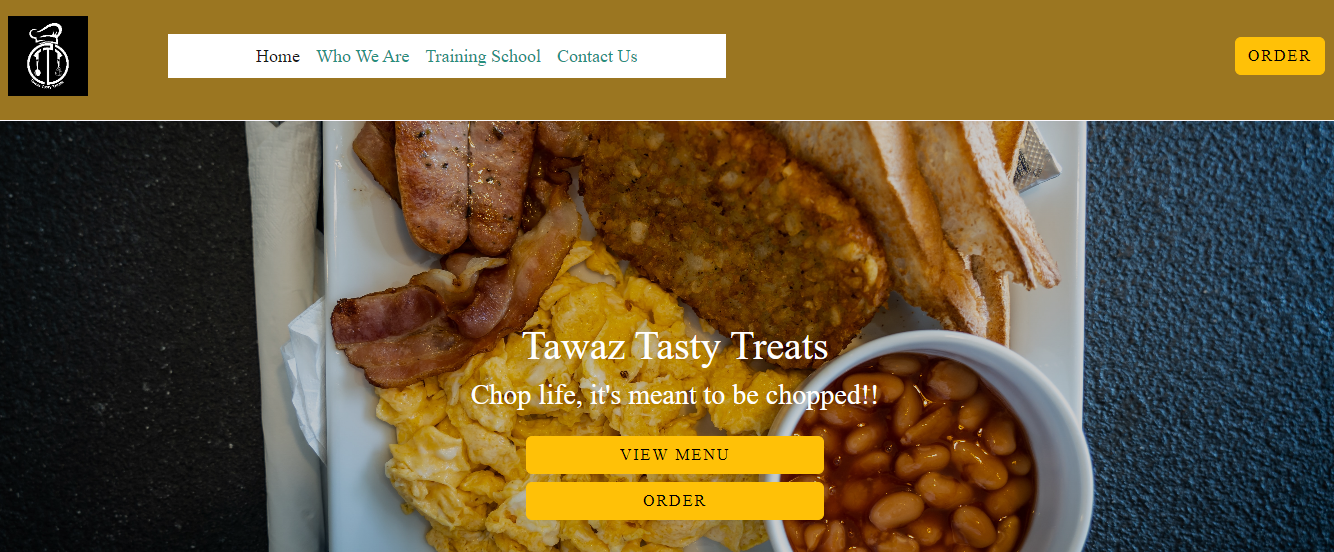 Home Who We Are Training School Contact Us
ORDER
Tawaz Tasty Treats
Chop life, it's meant to be chopped!!
VIEW MENU
ORDER